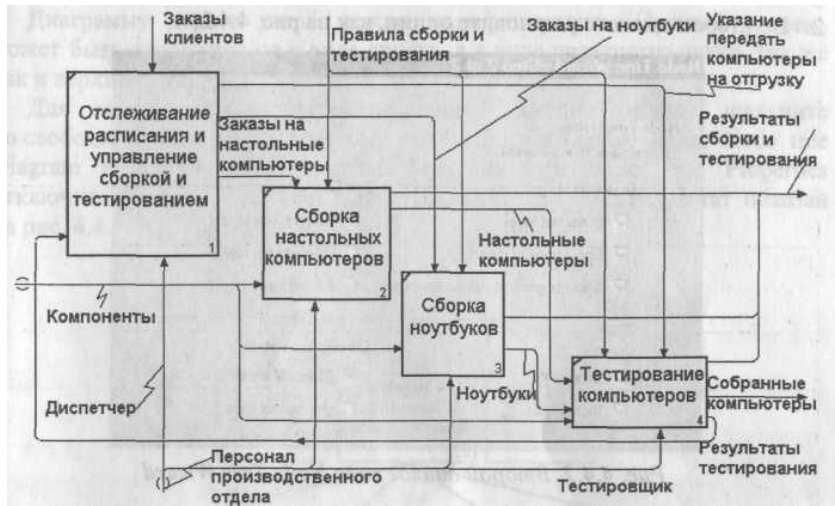 Заказы
клиентов
Правила сборки и
тестирования
Заказы на ноутбуки
Указание
передать
компьютеры
на отгрузку
Отслеживание
расписания и
управление
сборкой и
тестированием
1
Заказы на
настольные
компьютеры
Результаты
сборки и
тестирования
Сборка
настольных
компьютеров
2
Настольные
компьютеры
Компоненты
Сборка
ноутбуков
3
Диспетчер
Ноутбуки
Тестирование
компьютеров
4
Собранные
компьютеры
Персонал
производственного
отдела
Тестировщик
Результаты
тестирования